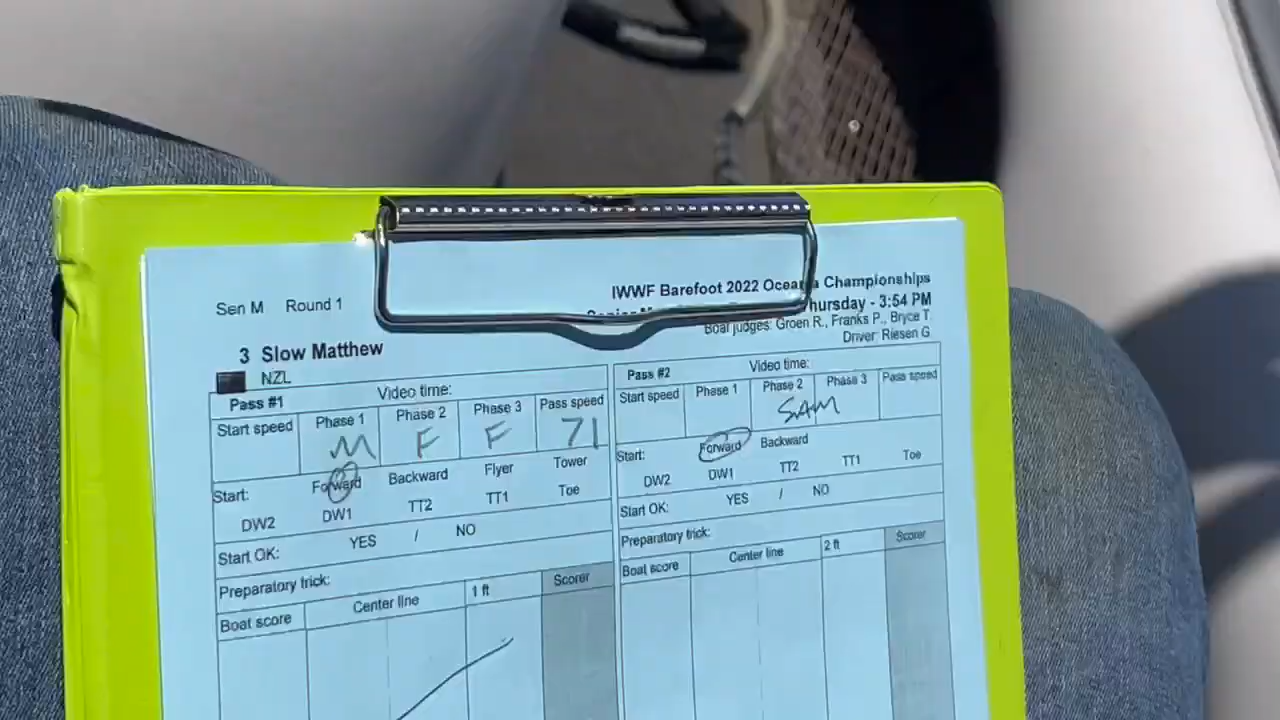 IWWF Barefoot 2022 Oceania Championships
Sen M Round 1
Thursday - 3:54 PM
Boat judges: Groen R., Franks P., Bryce T.
Driver: Riesen G.
3 Slow Matthew
NZL
Pass #1 Video time:
Start speed Phase 1 Phase 2 Phase 3 Pass speed
M F F 71
Start: Forward Backward Flyer Tower
DW2 DW1 TT2 TT1 Toe
Start OK: YES / NO
Preparatory trick:
Boat score Center line 1 ft Scorer
Pass #2 Video time:
Start speed Phase 1 Phase 2 Phase 3 Pass speed
SAM
Start: Forward Backward
DW2 DW1 TT2 TT1 Toe
Start OK: YES / NO
Preparatory trick:
Boat score Center line 2 ft Scorer